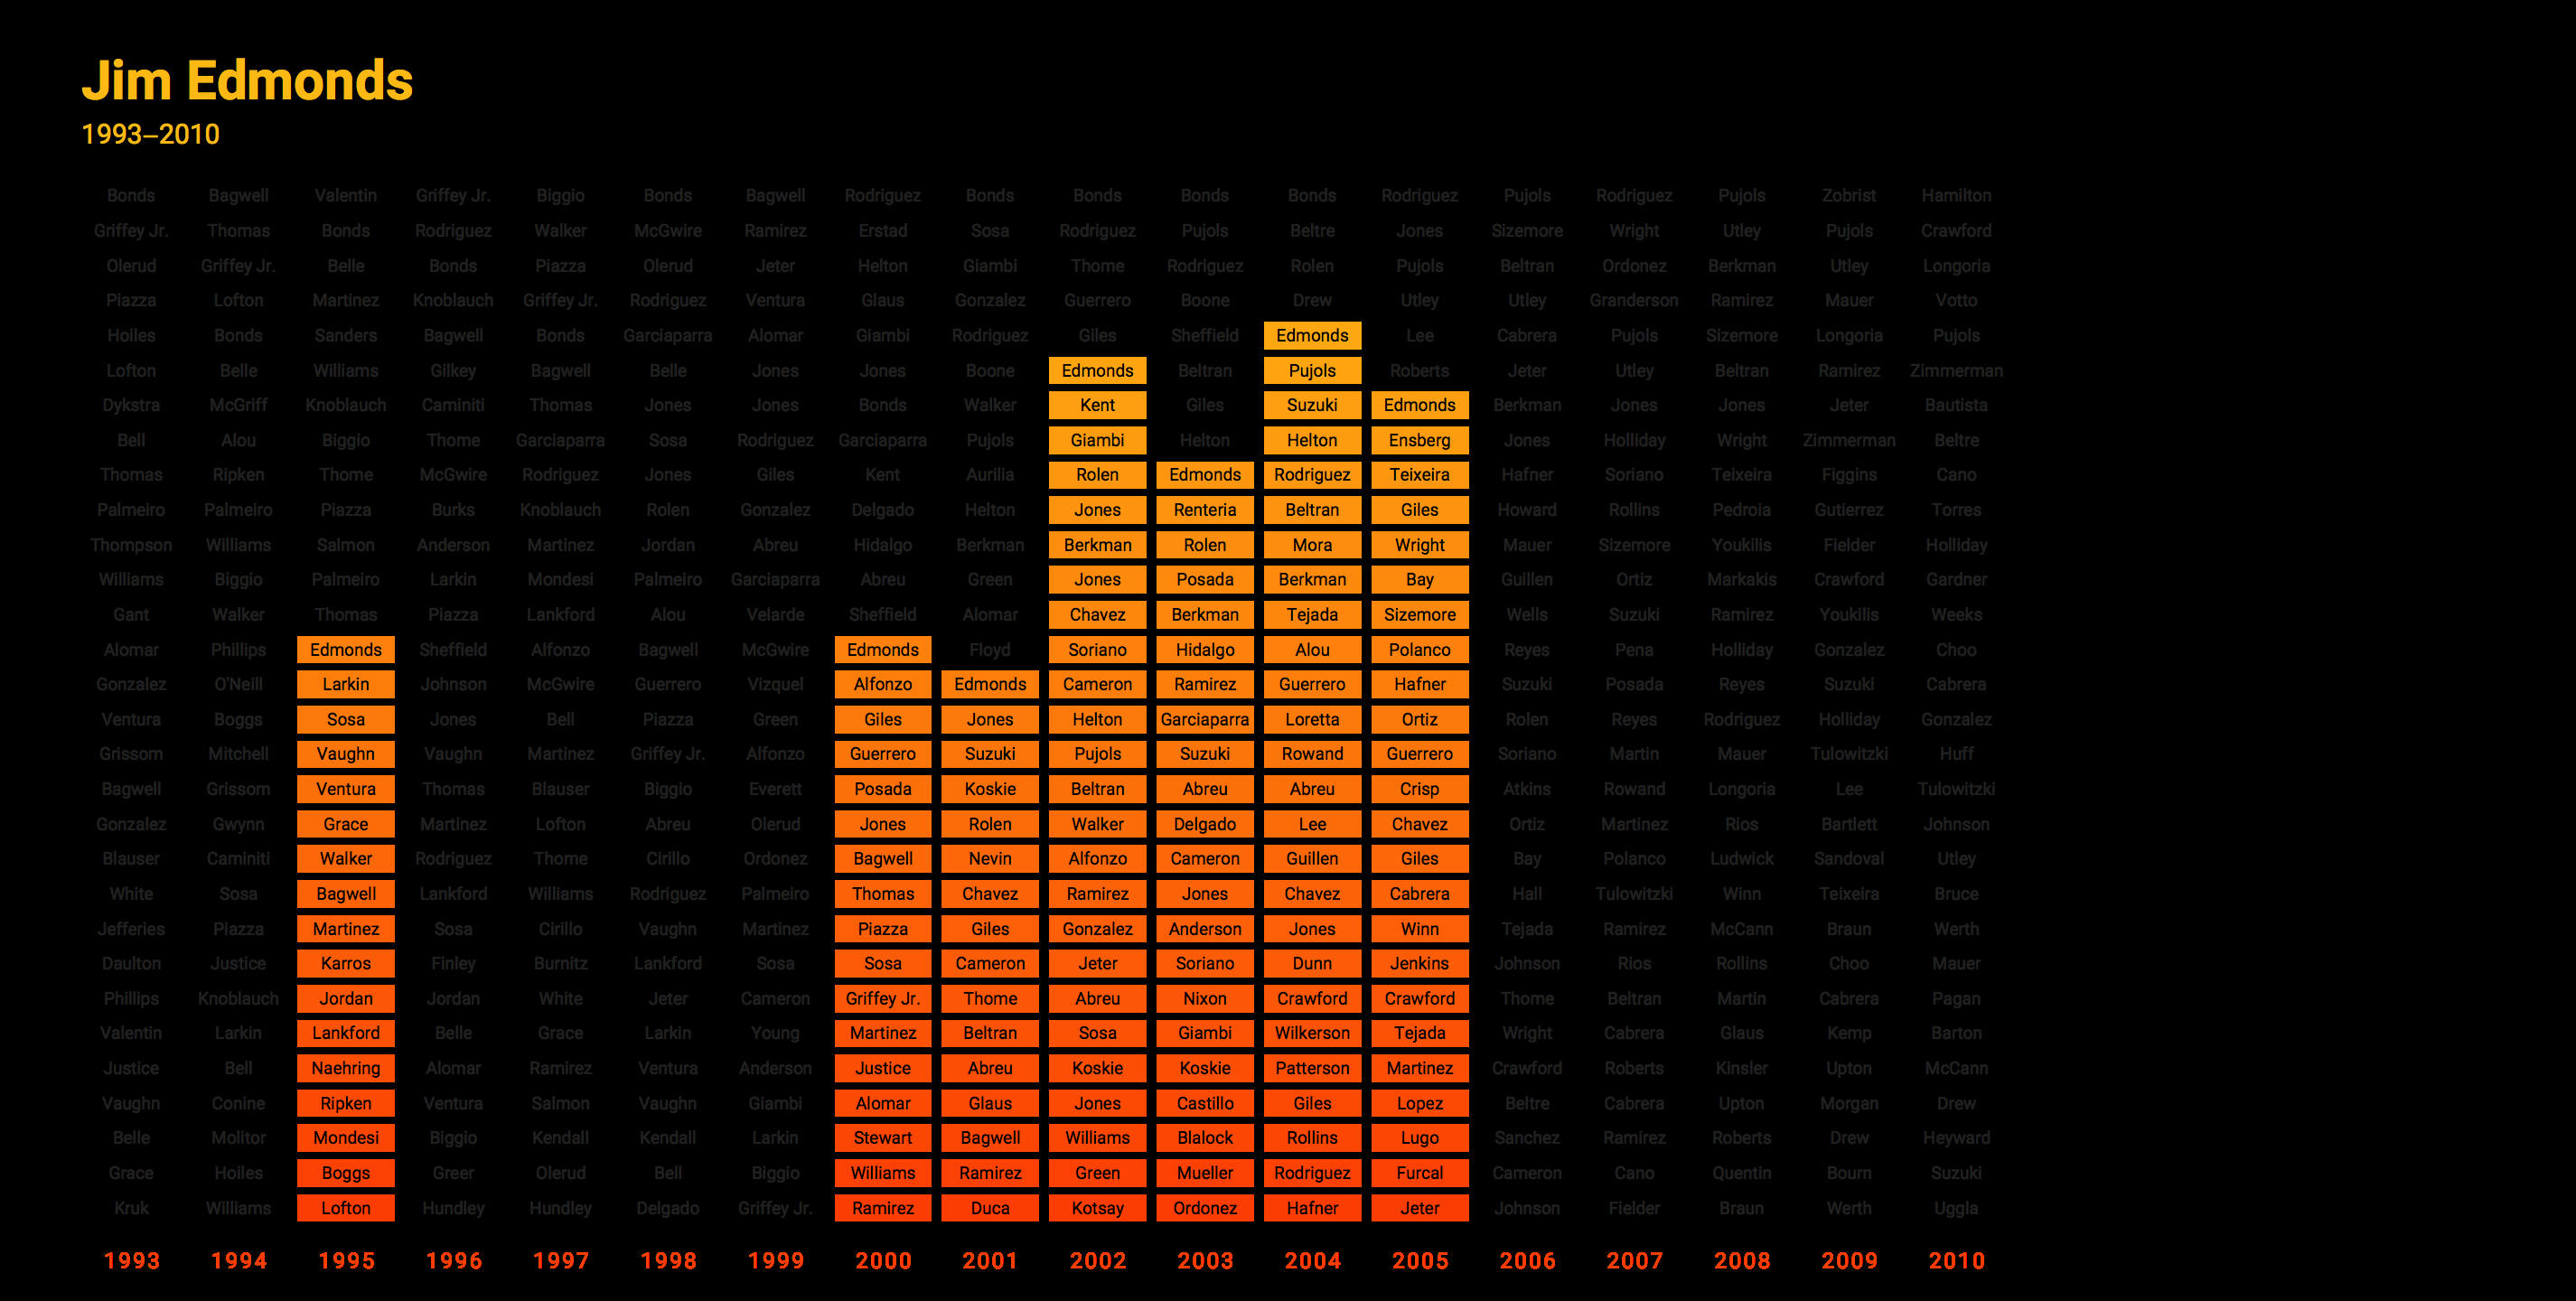 Jim Edmonds
1993–2010
Bonds Bagwell Valentin Griffey Jr. Biggio Bonds Bagwell Rodriguez Bonds Bonds Bonds Bonds Rodriguez Pujols Rodriguez Pujols Zobrist Hamilton
Griffey Jr. Thomas Bonds Rodriguez Walker McGwire Ramirez Erstad Sosa Rodriguez Pujols Beltre Jones Sizemore Wright Utley Pujols Crawford
Olerud Griffey Jr. Belle Bonds Piazza Olerud Jeter Helton Giambi Thome Rodriguez Rolen Pujols Beltran Ordonez Berkman Utley Longoria
Piazza Lofton Martinez Knoblauch Griffey Jr. Rodriguez Ventura Glaus Gonzalez Guerrero Boone Drew Utley Utley Granderson Ramirez Mauer Votto
Hoiles Bonds Sanders Bagwell Bonds Garciaparra Alomar Giambi Rodriguez Giles Sheffield Edmonds Lee Cabrera Pujols Sizemore Longoria Pujols
Lofton Belle Williams Gilkey Bagwell Belle Jones Jones Boone Edmonds Beltran Pujols Roberts Jeter Utley Beltran Ramirez Zimmerman
Dykstra McGriff Knoblauch Caminiti Thomas Jones Jones Bonds Walker Kent Giles Suzuki Edmonds Berkman Jones Jones Jeter Bautista
Bell Alou Biggio Thome Garciaparra Sosa Rodriguez Garciaparra Pujols Giambi Helton Helton Ensberg Jones Holliday Wright Zimmerman Beltre
Thomas Ripken Thome McGwire Rodriguez Jones Giles Kent Aurilia Rolen Edmonds Rodriguez Teixeira Hafner Soriano Teixeira Figgins Cano
Palmeiro Palmeiro Piazza Burks Knoblauch Rolen Gonzalez Delgado Helton Jones Renteria Beltran Giles Howard Rollins Pedroia Gutierrez Torres
Thompson Williams Salmon Anderson Martinez Jordan Abreu Hidalgo Berkman Berkman Rolen Mora Wright Mauer Sizemore Youkilis Fielder Holliday
Williams Biggio Palmeiro Larkin Mondesi Palmeiro Garciaparra Abreu Green Jones Posada Berkman Bay Guillen Ortiz Markakis Crawford Gardner
Gant Walker Thomas Piazza Lankford Alou Velarde Sheffield Alomar Chavez Berkman Tejada Sizemore Wells Suzuki Ramirez Youkilis Weeks
Alomar Phillips Edmonds Sheffield Alfonzo Bagwell McGwire Edmonds Floyd Soriano Hidalgo Alou Polanco Reyes Pena Holliday Gonzalez Choo
Gonzalez O'Neill Larkin Johnson McGwire Guerrero Vizquel Alfonzo Edmonds Cameron Ramirez Guerrero Hafner Suzuki Posada Reyes Suzuki Cabrera
Ventura Boggs Sosa Jones Bell Piazza Green Giles Jones Helton Garciaparra Loretta Ortiz Rolen Reyes Rodriguez Holliday Gonzalez
Grissom Mitchell Vaughn Vaughn Martinez Griffey Jr. Alfonzo Guerrero Suzuki Pujols Suzuki Rowand Guerrero Soriano Martin Mauer Tulowitzki Huff
Bagwell Grissom Ventura Thomas Blauser Biggio Everett Posada Koskie Beltran Abreu Abreu Crisp Atkins Rowand Longoria Lee Tulowitzki
Gonzalez Gwynn Grace Martinez Lofton Abreu Olerud Jones Rolen Walker Delgado Lee Chavez Ortiz Martinez Rios Bartlett Johnson
Blauser Caminiti Walker Rodriguez Thome Cirillo Ordonez Bagwell Nevin Alfonzo Cameron Guillen Giles Bay Polanco Ludwick Sandoval Utley
White Sosa Bagwell Lankford Williams Rodriguez Palmeiro Thomas Chavez Ramirez Jones Chavez Cabrera Hall Tulowitzki Winn Teixeira Bruce
Jefferies Piazza Martinez Sosa Cirillo Vaughn Martinez Piazza Giles Gonzalez Anderson Jones Winn Tejada Ramirez McCann Braun Werth
Daulton Justice Karros Finley Burnitz Lankford Sosa Sosa Cameron Jeter Soriano Dunn Jenkins Johnson Rios Rollins Choo Mauer
Phillips Knoblauch Jordan Jordan White Jeter Cameron Griffey Jr. Thome Abreu Nixon Crawford Crawford Thome Beltran Martin Cabrera Pagan
Valentin Larkin Lankford Belle Grace Larkin Young Martinez Beltran Sosa Giambi Wilkerson Tejada Wright Cabrera Glaus Kemp Barton
Justice Bell Naehring Alomar Ramirez Ventura Anderson Justice Abreu Koskie Koskie Patterson Martinez Crawford Roberts Kinsler Upton McCann
Vaughn Conine Ripken Ventura Salmon Vaughn Giambi Alomar Glaus Jones Castillo Giles Lopez Beltre Cabrera Upton Morgan Drew
Belle Molitor Mondesi Biggio Kendall Kendall Larkin Stewart Bagwell Williams Blalock Rollins Lugo Sanchez Ramirez Roberts Drew Heyward
Grace Hoiles Boggs Greer Olerud Bell Biggio Williams Ramirez Green Mueller Rodriguez Furcal Cameron Cano Quentin Bourn Suzuki
Kruk Williams Lofton Hundley Hundley Delgado Griffey Jr. Ramirez Duca Kotsay Ordonez Hafner Jeter Johnson Fielder Braun Werth Uggla
1993 1994 1995 1996 1997 1998 1999 2000 2001 2002 2003 2004 2005 2006 2007 2008 2009 2010